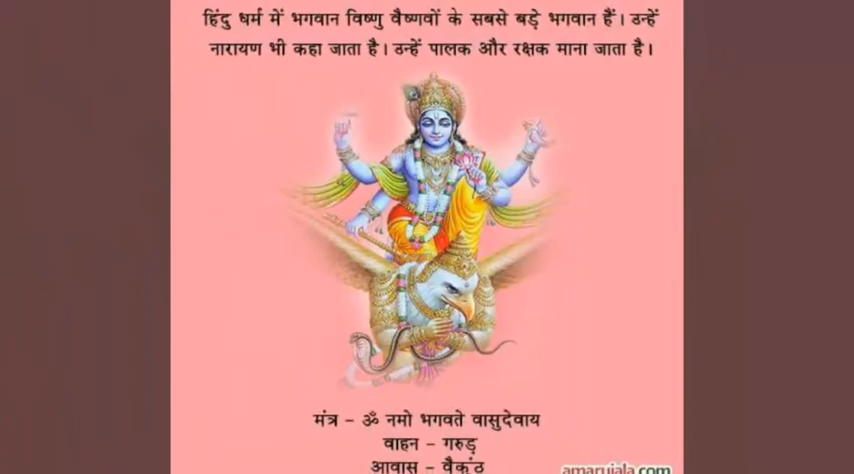 हिंदु धर्म में भगवान विष्णु वैष्णवों के सबसे बड़े भगवान हैं। उन्हें
नारायण भी कहा जाता है। उन्हें पालक और रक्षक माना जाता है।
मंत्र - ॐ नमो भगवते वासुदेवाय
वाहन - गरुड़
आवास - वैकुंठ
amarujala.com